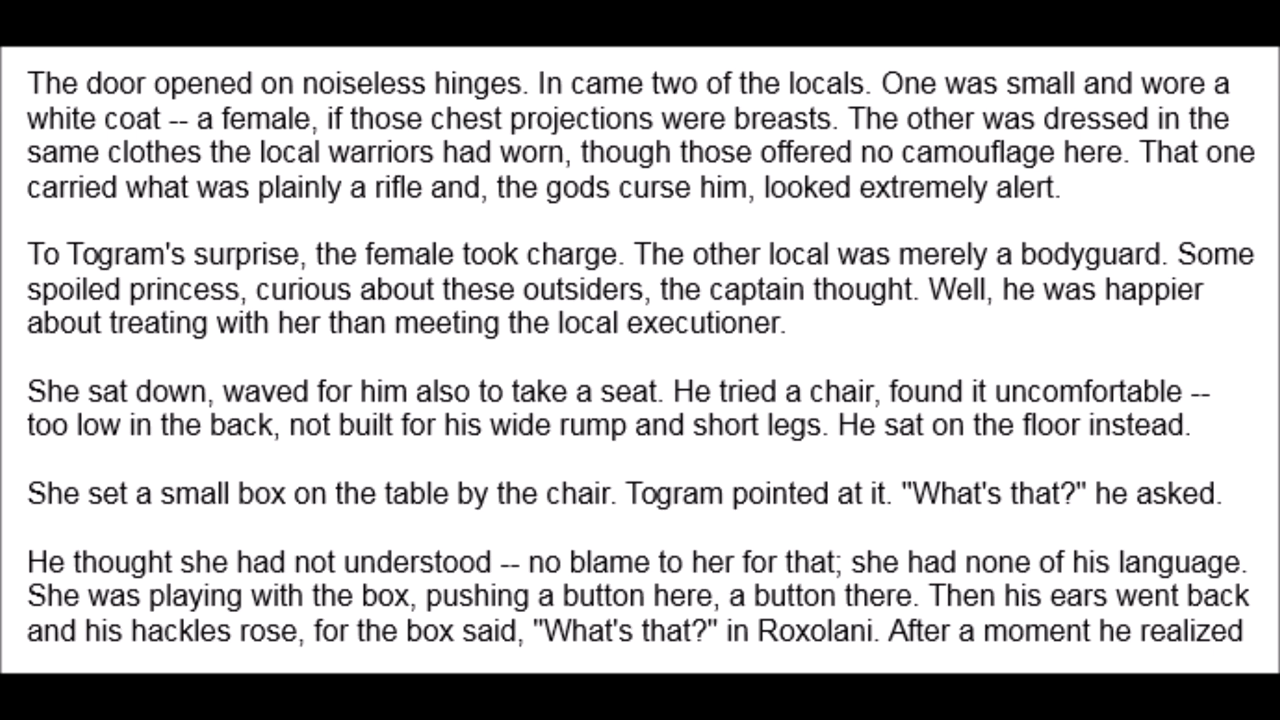 The door opened on noiseless hinges. In came two of the locals. One was small and wore a
white coat -- a female, if those chest projections were breasts. The other was dressed in the
same clothes the local warriors had worn, though those offered no camouflage here. That one
carried what was plainly a rifle and, the gods curse him, looked extremely alert.
To Togram's surprise, the female took charge. The other local was merely a bodyguard. Some
spoiled princess, curious about these outsiders, the captain thought. Well, he was happier
about treating with her than meeting the local executioner.
She sat down, waved for him also to take a seat. He tried a chair, found it uncomfortable --
too low in the back, not built for his wide rump and short legs. He sat on the floor instead.
She set a small box on the table by the chair. Togram pointed at it. "What's that?" he asked.
He thought she had not understood -- no blame to her for that; she had none of his language.
She was playing with the box, pushing a button here, a button there. Then his ears went back
and his hackles rose, for the box said, "What's that?" in Roxolani. After a moment he realized